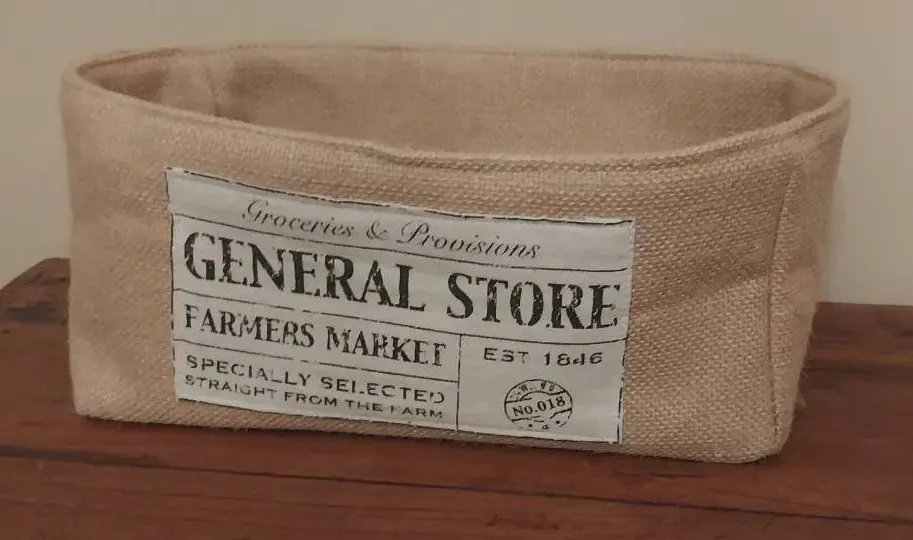 Groceries & Provisions
GENERAL STORE
FARMERS MARKET
EST 1846
SPECIALLY SELECTED
STRAIGHT FROM THE FARM
No.018